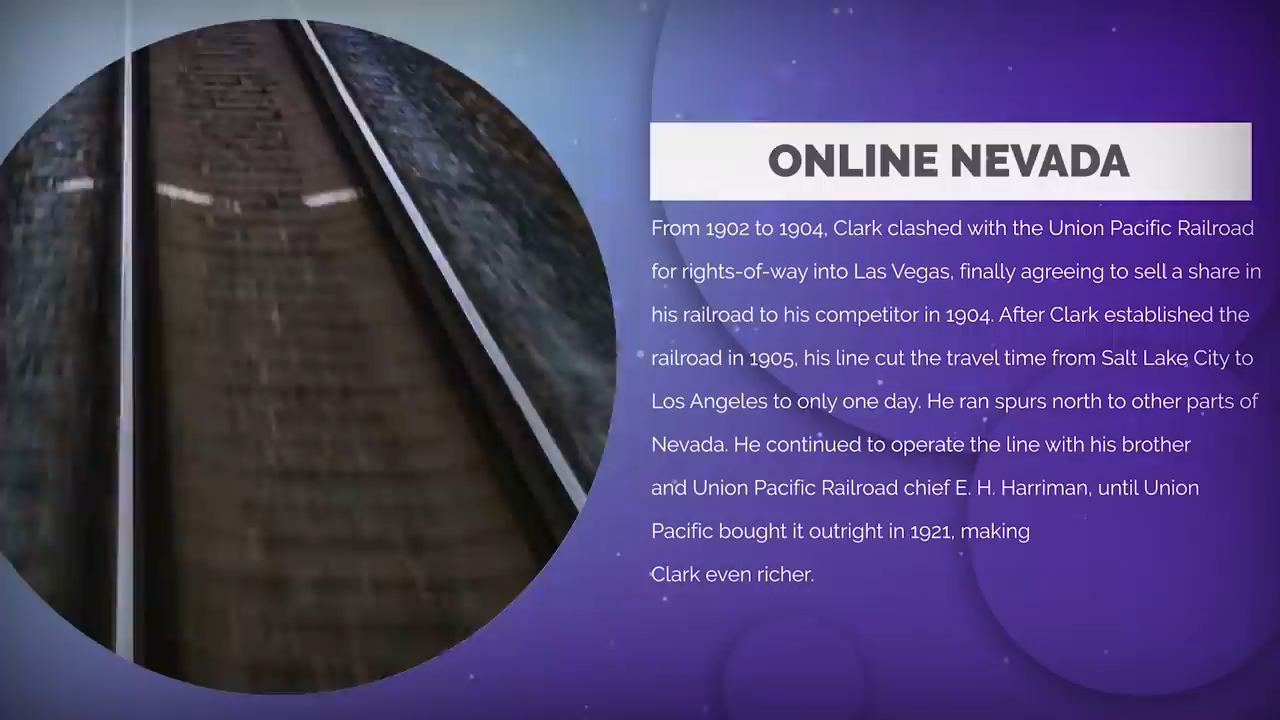 ONLINE NEVADA
From 1902 to 1904, Clark clashed with the Union Pacific Railroad
for rights-of-way into Las Vegas, finally agreeing to sell a share in
his railroad to his competitor in 1904. After Clark established the
railroad in 1905, his line cut the travel time from Salt Lake City to
Los Angeles to only one day. He ran spurs north to other parts of
Nevada. He continued to operate the line with his brother
and Union Pacific Railroad chief E. H. Harriman, until Union
Pacific bought it outright in 1921, making
Clark even richer.